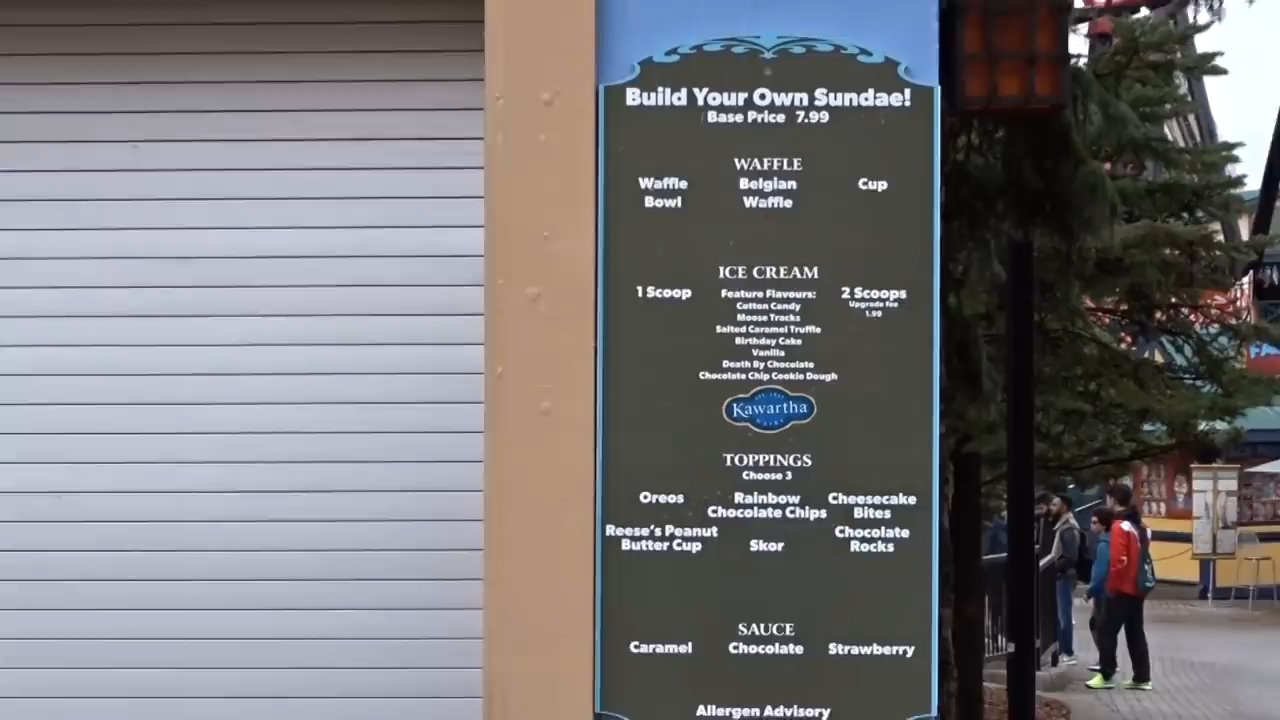 Build Your Own Sundae!
Base Price 7.99
WAFFLE
Waffle Bowl
Belgian Waffle
Cup
ICE CREAM
1 Scoop
Feature Flavours:
Cotton Candy
Moose Tracks
Salted Caramel Truffle
Birthday Cake
Vanilla
Death By Chocolate
Chocolate Chip Cookie Dough
2 Scoops
Upgrade fee
1.99
Kawartha
TOPPINGS
Choose 3
Oreos
Rainbow Chocolate Chips
Cheesecake Bites
Reese's Peanut Butter Cup
Skor
Chocolate Rocks
SAUCE
Caramel
Chocolate
Strawberry
Allergen Advisory